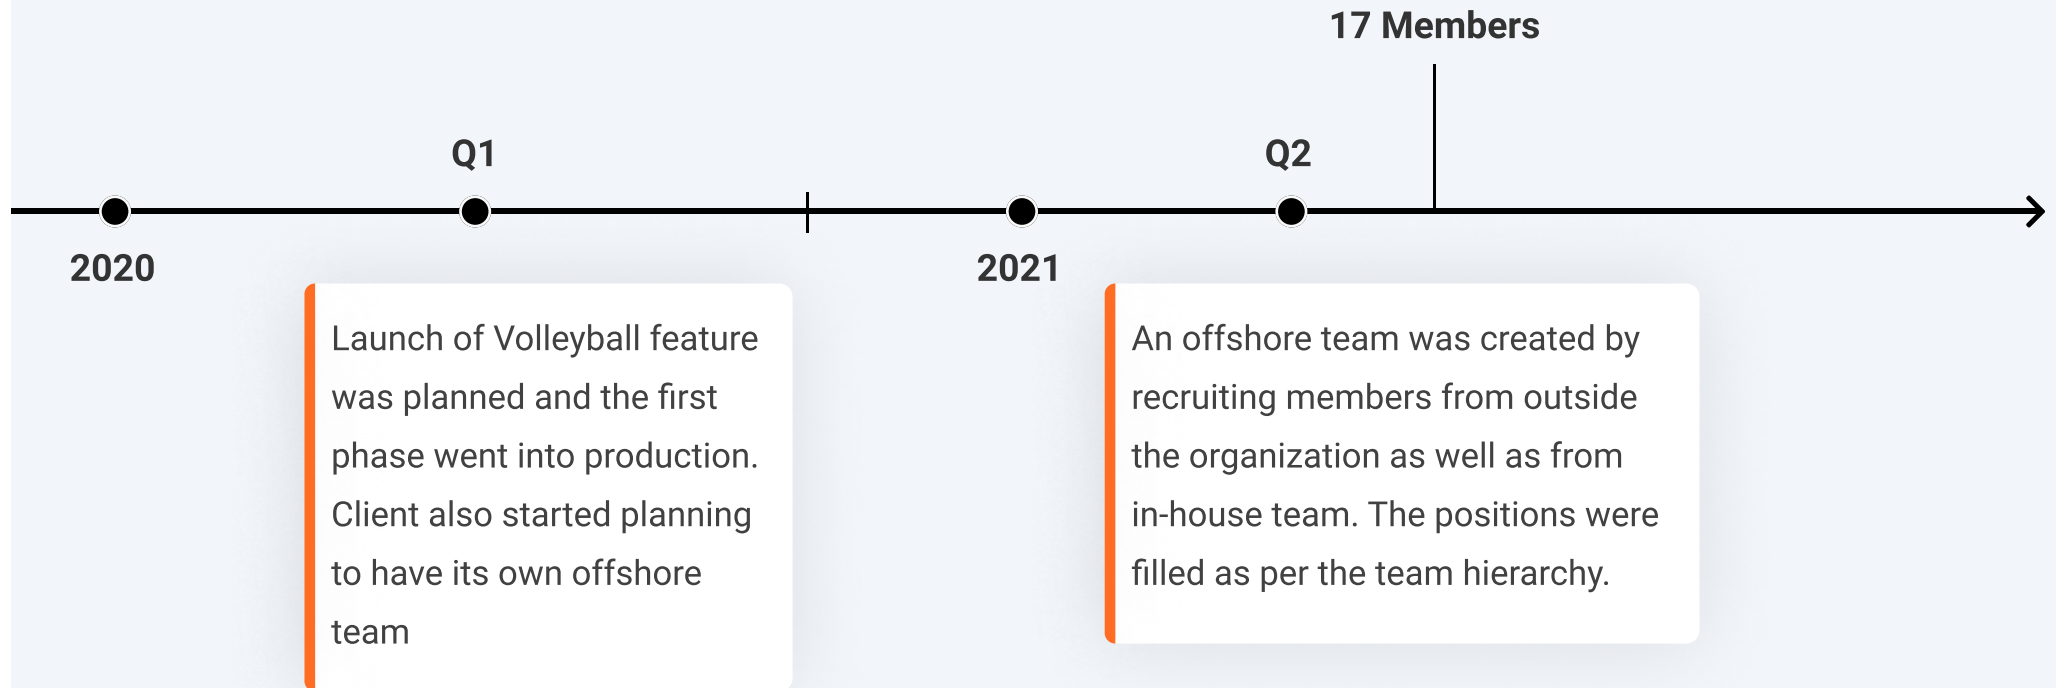 17 Members
Q1
Q2
2020
2021
Launch of Volleyball feature
was planned and the first
phase went into production.
Client also started planning
to have its own offshore
team
An offshore team was created by
recruiting members from outside
the organization as well as from
in-house team. The positions were
filled as per the team hierarchy.